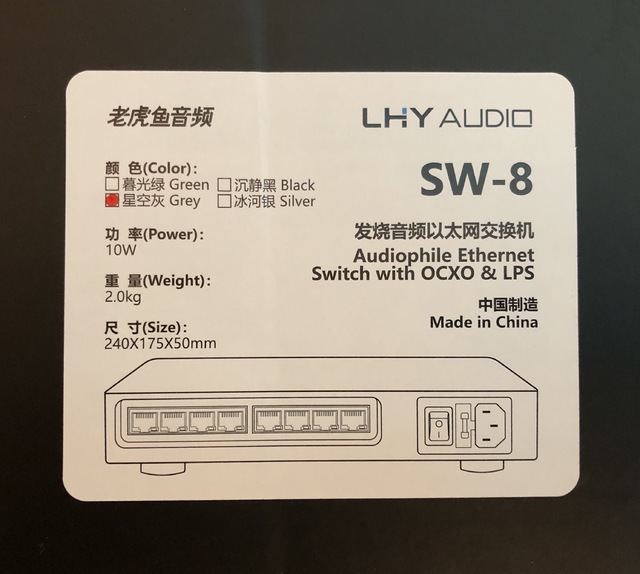 老虎鱼音频
LHY AUDIO
颜 色(Color):
暮光绿 Green 沉静黑 Black
星空灰 Grey 冰河银 Silver
SW-8
功 率(Power):
10W
发烧音频以太网交换机
Audiophile Ethernet
Switch with OCXO & LPS
重 量(Weight):
2.0kg
中国制造
Made in China
尺 寸(Size):
240X175X50mm